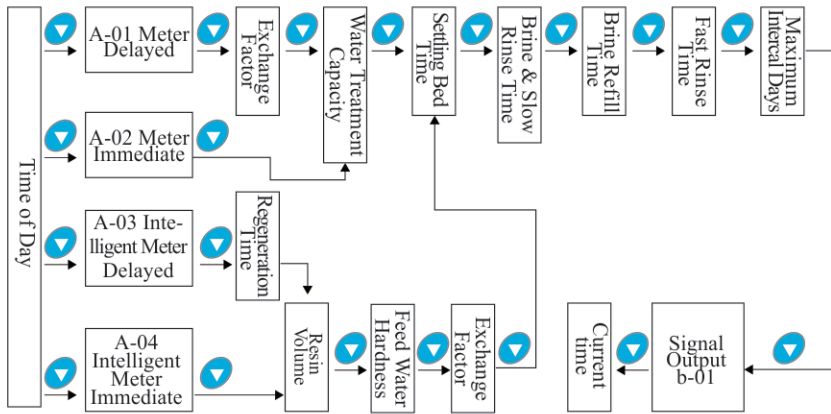 Time of Day
A-01 Meter
Delayed
Exchange
Factor
Water Treatment
Capacity
Settling Bed
Time
Brine & Slow
Rinse Time
Brine Refill
Time
Fast Rinse
Time
Maximum
Intercal Days
A-02 Meter
Immediate
A-03 Inte-
lligent Meter
Delayed
Regeneration
Time
A-04
Intelligent
Meter
Immediate
Resin
Volume
Feed Water
Hardness
Exchange
Factor
Current
time
Signal
Output
b-01